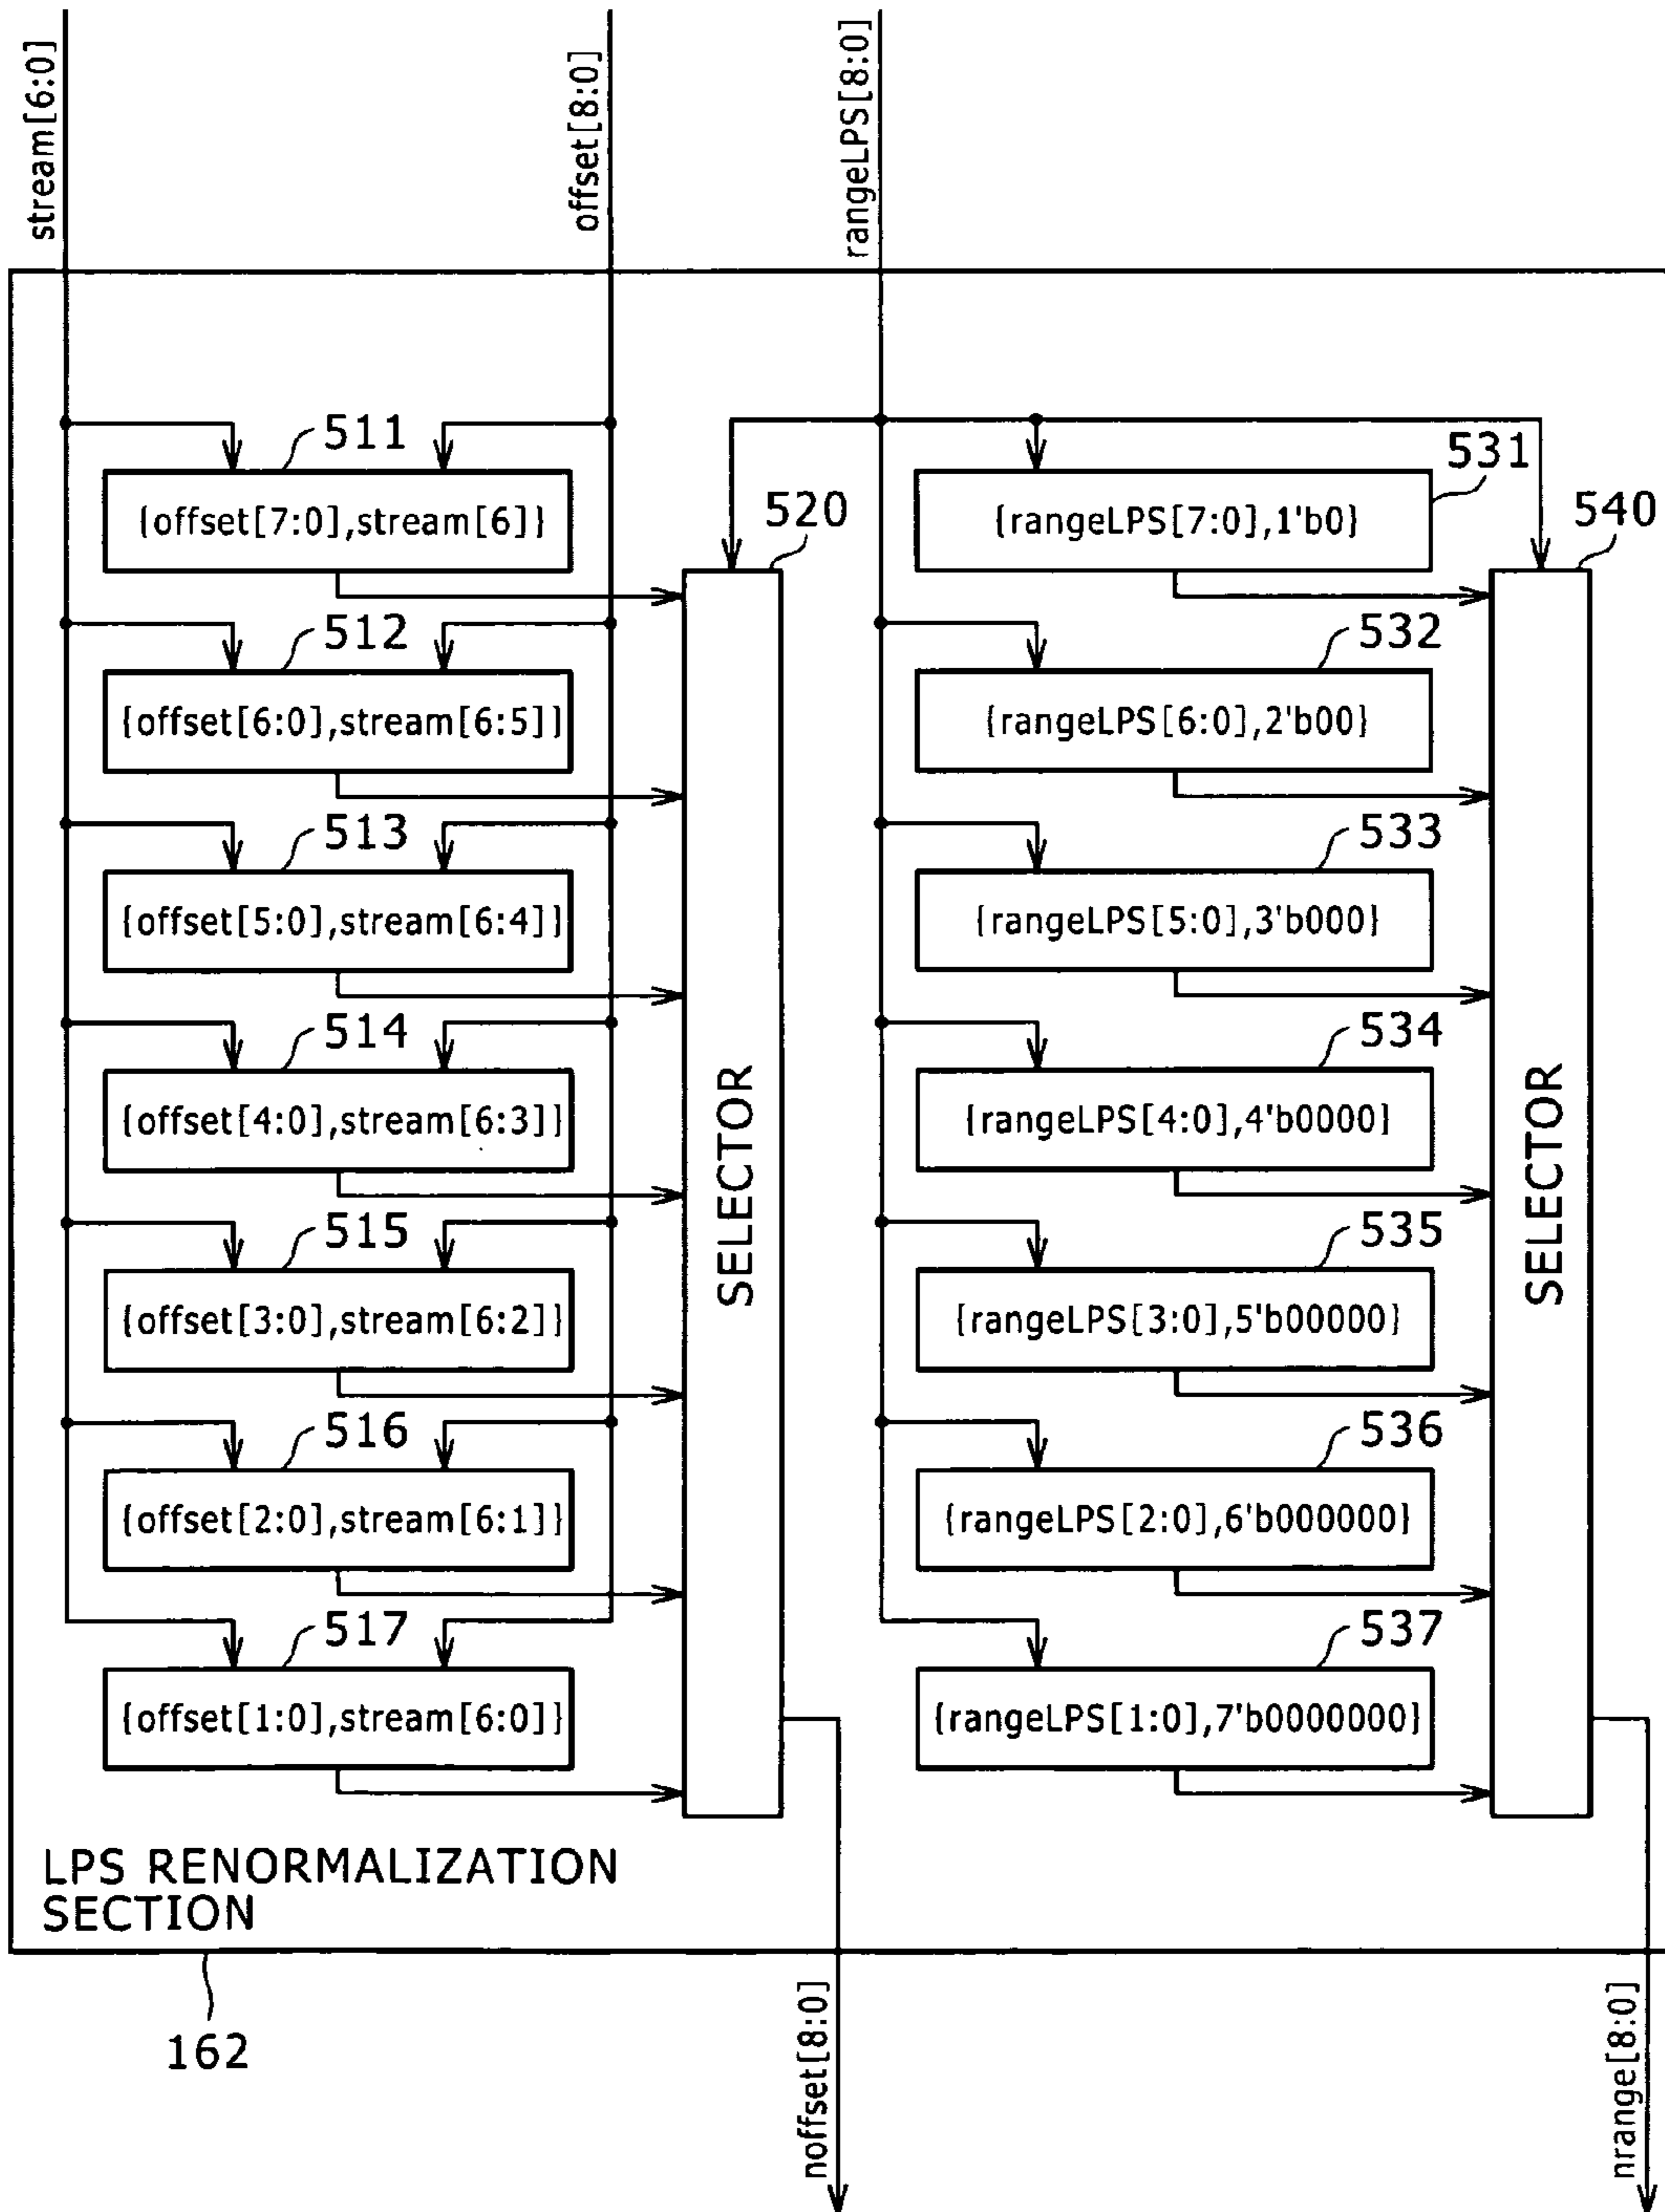 stream[6:0]
offset[8:0]
rangeLPS[8:0]
511
{offset[7:0],stream[6]}
512
{offset[6:0],stream[6:5]}
513
{offset[5:0],stream[6:4]}
514
{offset[4:0],stream[6:3]}
515
{offset[3:0],stream[6:2]}
516
{offset[2:0],stream[6:1]}
517
{offset[1:0],stream[6:0]}
520
SELECTOR
531
{rangeLPS[7:0],1'b0}
532
{rangeLPS[6:0],2'b00}
533
{rangeLPS[5:0],3'b000}
534
{rangeLPS[4:0],4'b0000}
535
{rangeLPS[3:0],5'b00000}
536
{rangeLPS[2:0],6'b000000}
537
{rangeLPS[1:0],7'b0000000}
540
SELECTOR
LPS RENORMALIZATION
SECTION
162
noffset[8:0]
nrange[8:0]